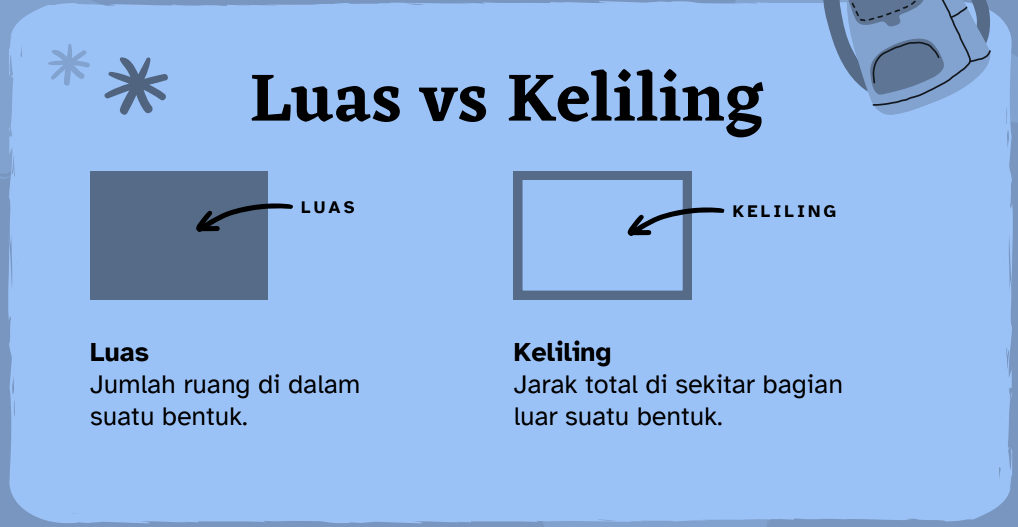 Luas vs Keliling
LUAS
KELILING
Luas
Jumlah ruang di dalam
suatu bentuk.
Keliling
Jarak total di sekitar bagian
luar suatu bentuk.